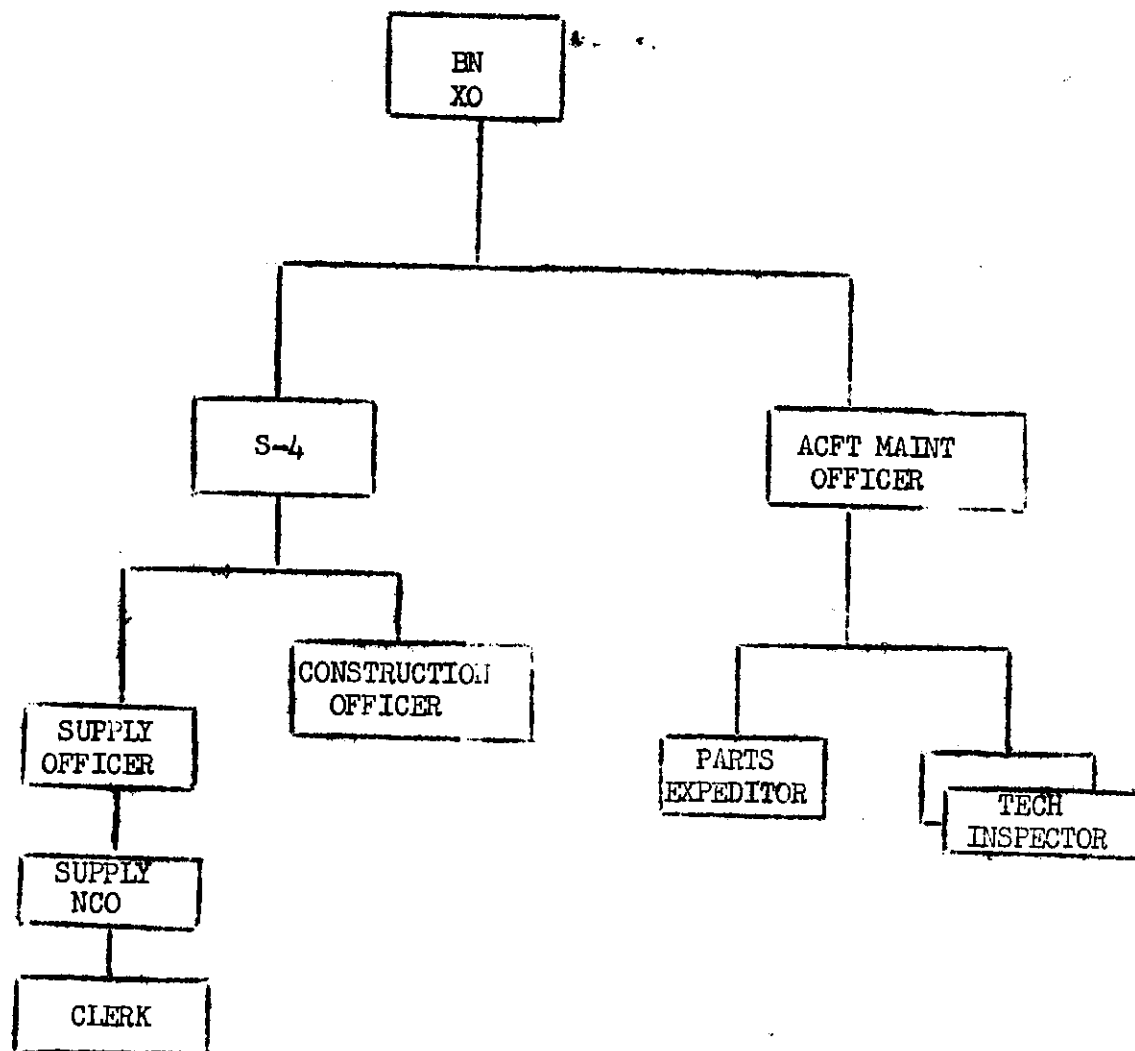 BN
XO
S-4
ACFT MAINT
OFFICER
CONSTRUCTION
OFFICER
SUPPLY
OFFICER
PARTS
EXPEDITOR
TECH
INSPECTOR
SUPPLY
NCO
CLERK